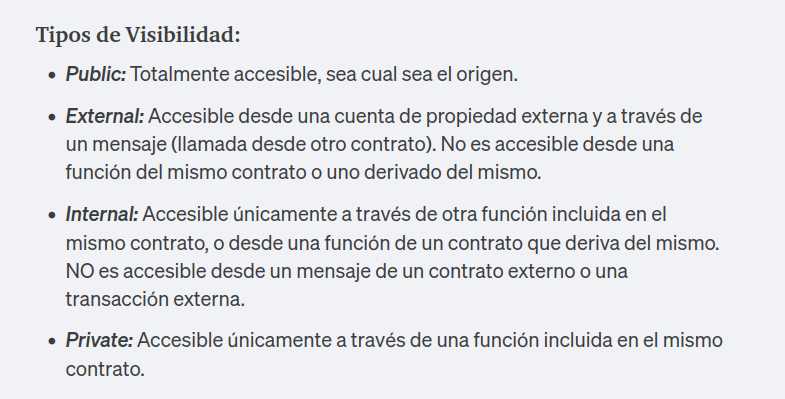 Tipos de Visibilidad:
• Public: Totalmente accesible, sea cual sea el origen.
• External: Accesible desde una cuenta de propiedad externa y a través de
un mensaje (llamada desde otro contrato). No es accesible desde una
función del mismo contrato o uno derivado del mismo.
• Internal: Accesible únicamente a través de otra función incluida en el
mismo contrato, o desde una función de un contrato que deriva del mismo.
NO es accesible desde un mensaje de un contrato externo o una
transacción externa.
• Private: Accesible únicamente a través de una función incluida en el mismo
contrato.